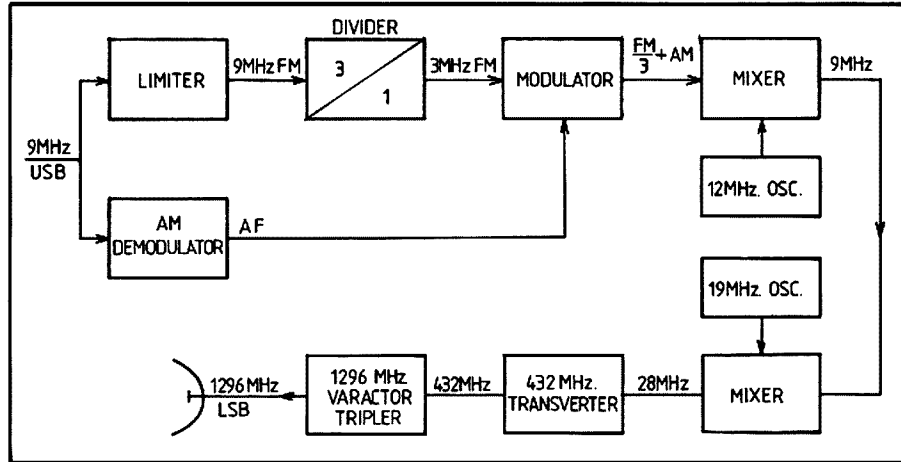 DIVIDER
LIMITER
9MHz FM
3
1
3MHz FM
MODULATOR
FM
3 + AM
MIXER
9MHz
9MHz
USB
12MHz. OSC.
AM
DEMODULATOR
AF
19MHz. OSC.
1296 MHz
LSB
1296 MHz
VARACTOR
TRIPLER
432MHz
432 MHz.
TRANSVERTER
28MHz
MIXER